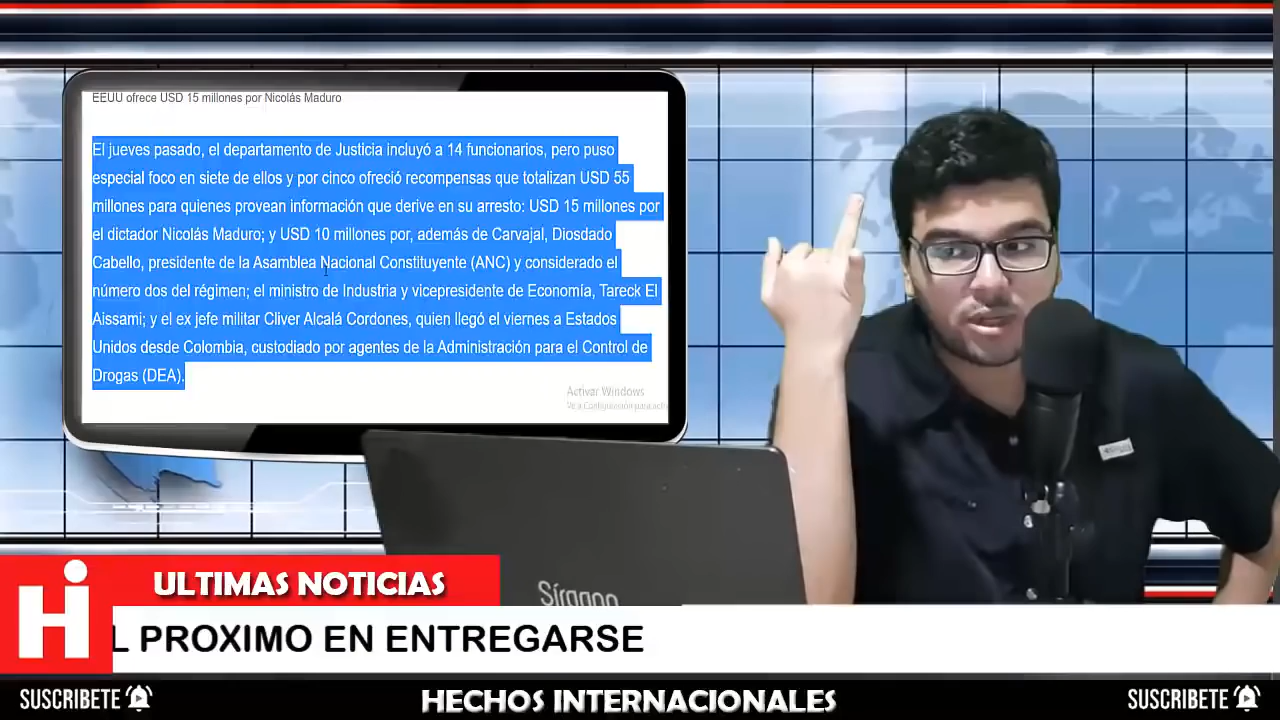 EEUU ofrece USD 15 millones por Nicolás Maduro
El jueves pasado, el departamento de Justicia incluyó a 14 funcionarios, pero puso
especial foco en siete de ellos y por cinco ofreció recompensas que totalizan USD 55
millones para quienes provean información que derive en su arresto: USD 15 millones por
el dictador Nicolás Maduro; y USD 10 millones por, además de Carvajal, Diosdado
Cabello, presidente de la Asamblea Nacional Constituyente (ANC) y considerado el
número dos del régimen; el ministro de Industria y vicepresidente de Economía, Tareck El
Aissami; y el ex jefe militar Cliver Alcalá Cordones, quien llegó el viernes a Estados
Unidos desde Colombia, custodiado por agentes de la Administración para el Control de
Drogas (DEA).
Activar Windows
Ve a Configuración para
Síragon
Hi
ULTIMAS NOTICIAS
L PROXIMO EN ENTREGARSE
SUSCRIBETE
HECHOS INTERNACIONALES
SUSCRIBETE